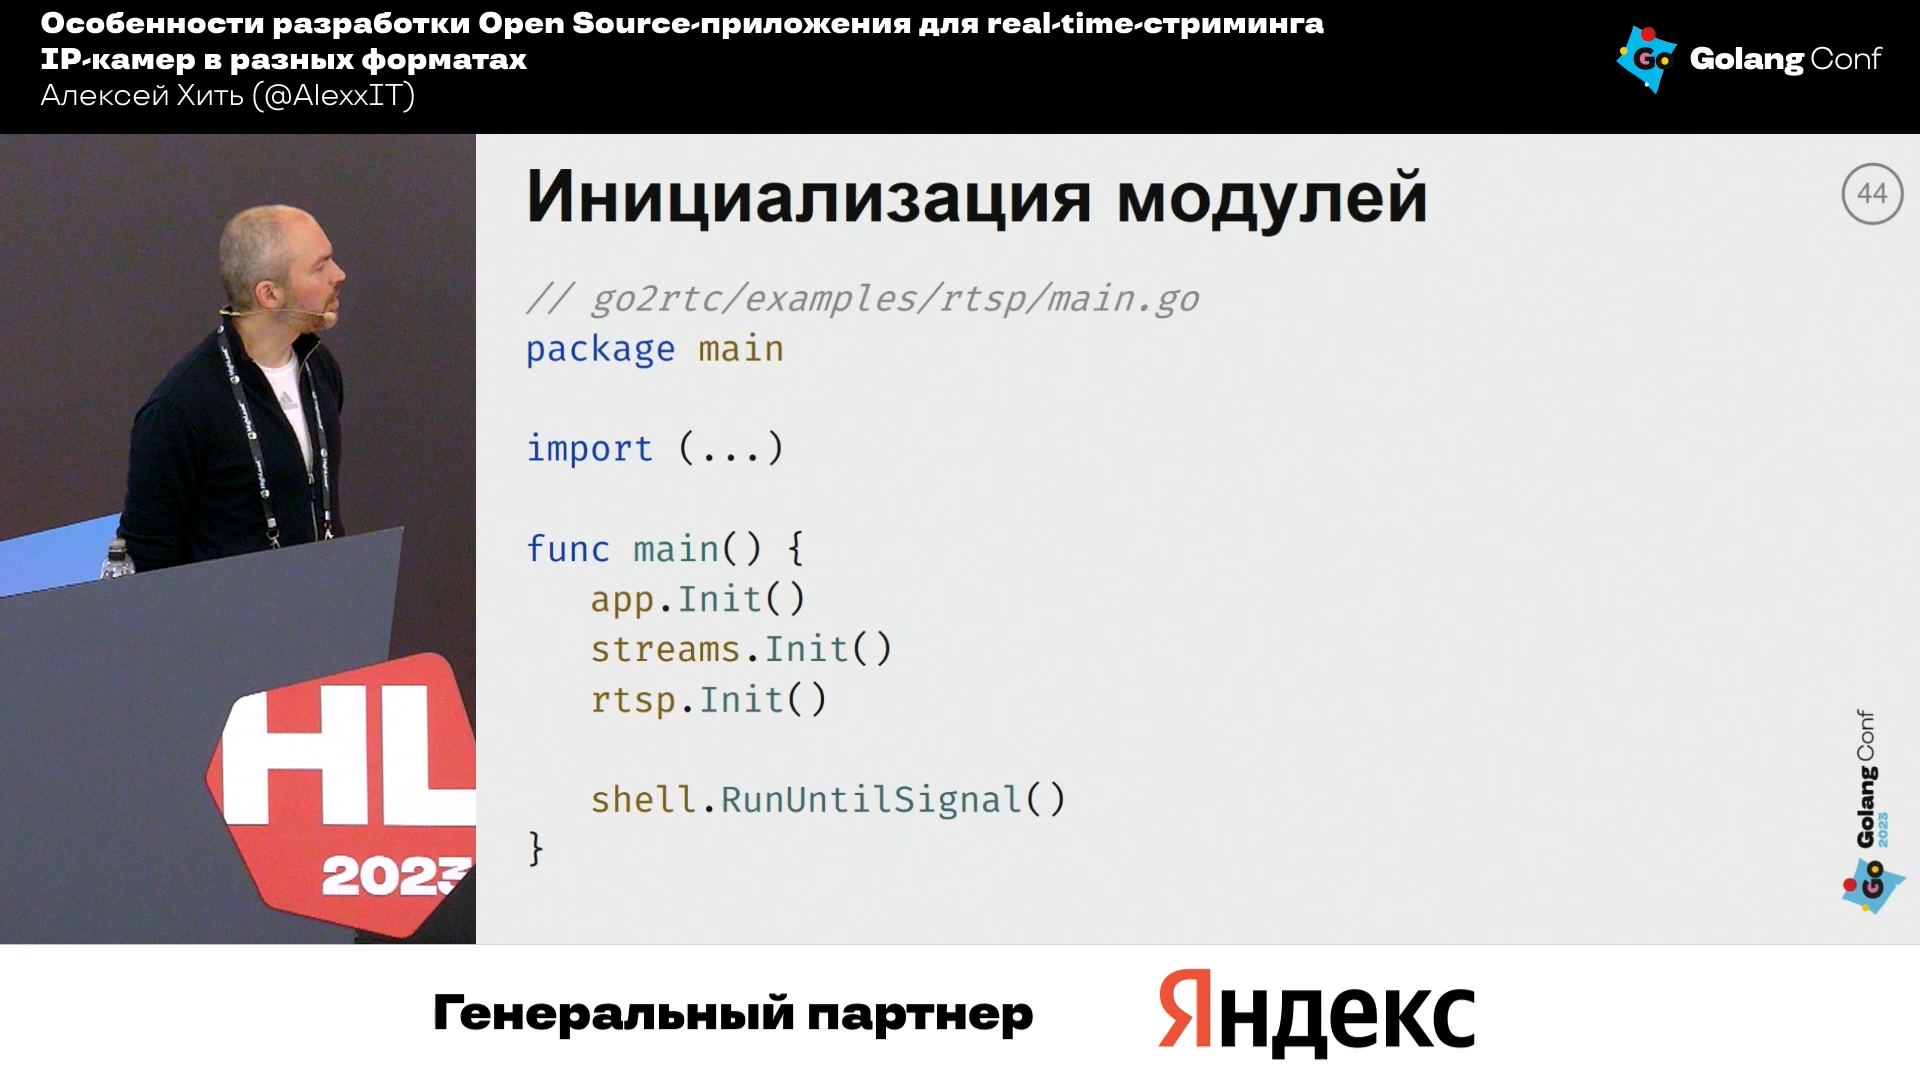 Особенности разработки Open Source-приложения для real-time-стриминга
IP-камер в разных форматах
Алексей Хить (@AlexxIT)
Go Golang Conf
Инициализация модулей
44
// go2rtc/examples/rtsp/main.go
package main
import (...)
func main() {
app.Init()
streams.Init()
rtsp.Init()
shell.RunUntilSignal()
}
HL
2023
Go Golang Conf
2023
Генеральный партнер
Яндекс